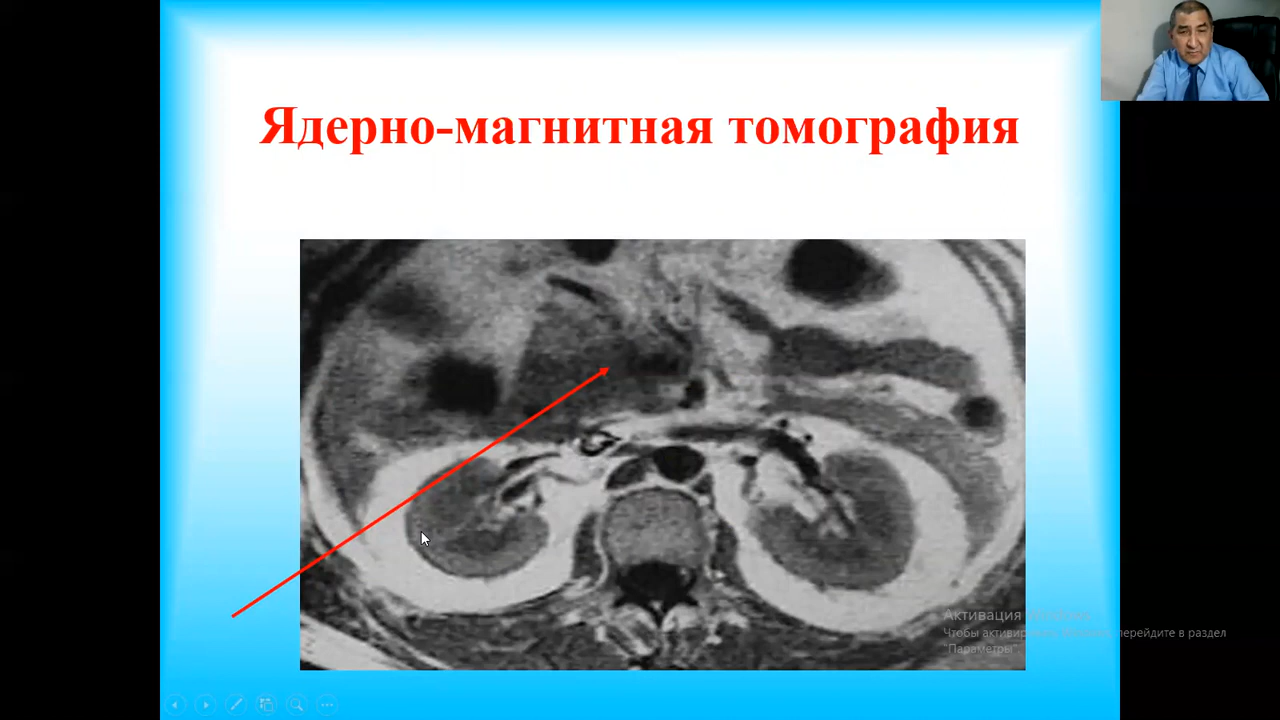 Ядерно-магнитная томография
Активация
Чтобы активировать перейдите в раздел
"Параметры".